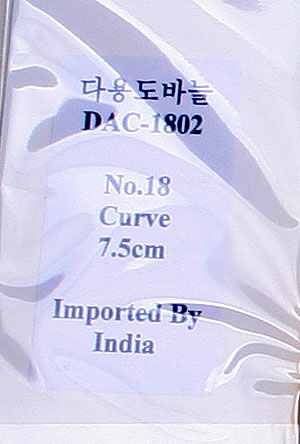 다용도바늘
DAC-1802
No.18
Curve
7.5cm
Imported By
India